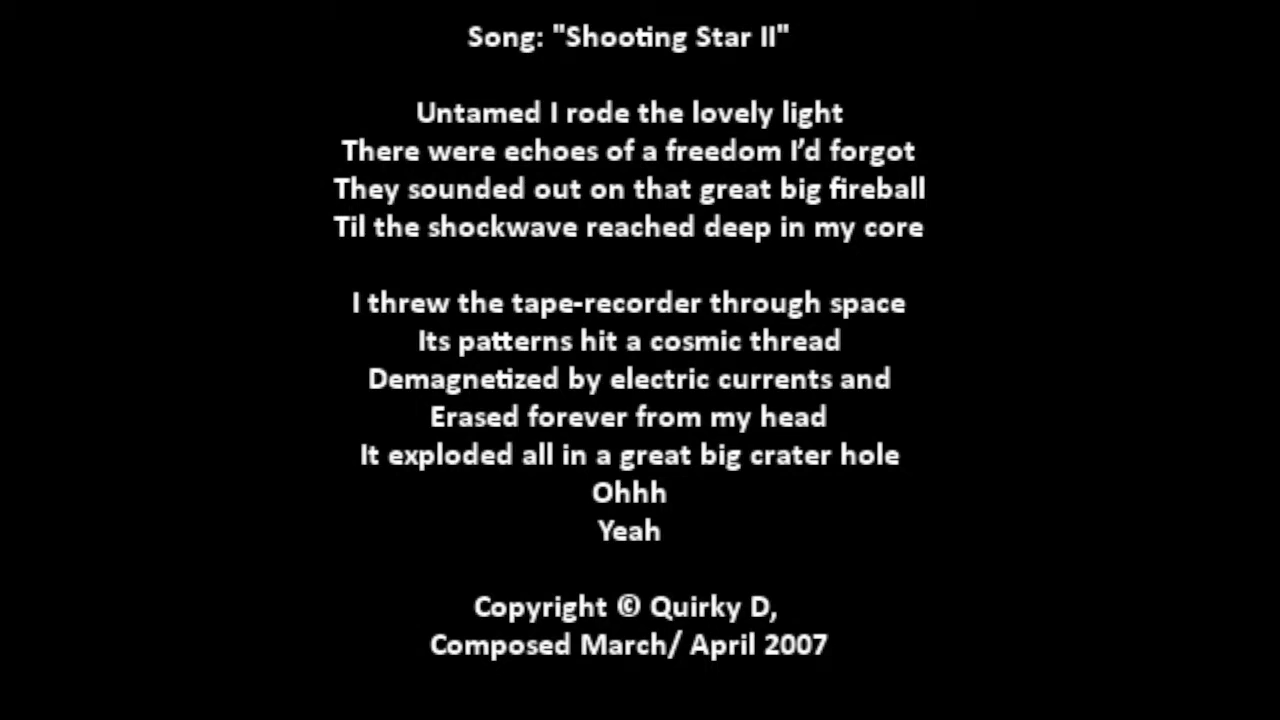 Song: "Shooting Star II"
Untamed I rode the lovely light
There were echoes of a freedom I’d forgot
They sounded out on that great big fireball
Til the shockwave reached deep in my core
I threw the tape-recorder through space
Its patterns hit a cosmic thread
Demagnetized by electric currents and
Erased forever from my head
It exploded all in a great big crater hole
Ohhh
Yeah
Copyright © Quirky D,
Composed March/ April 2007